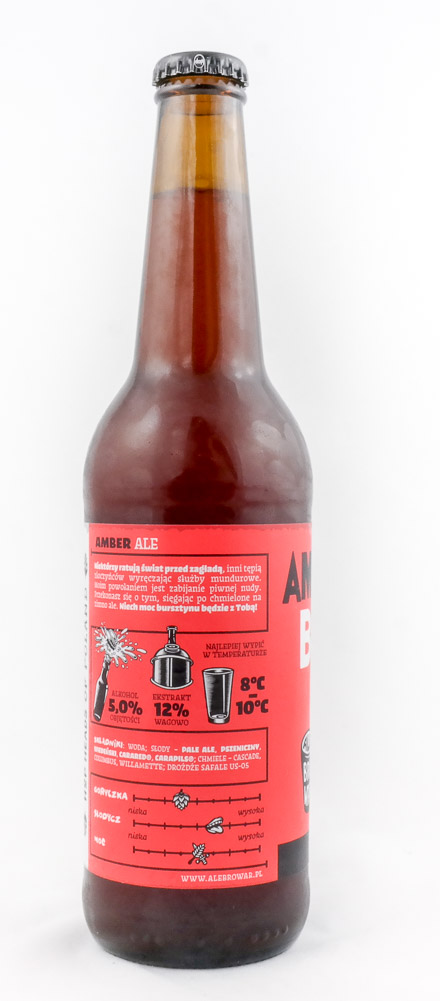 AMBER ALE
Niektórzy ratują świat przed zagładą, inni tępią
złoczyńców wyręczając służby mundurowe.
Naszym powołaniem jest zabijanie piwnej nudy.
Przekonasz się o tym, sięgając po chmielone na
zimno ale. Niech moc bursztynu będzie z Tobą!
NAJLEPIEJ WYPIĆ
W TEMPERATURZE
8°C
–
10°C
ALKOHOL
5,0%
OBJĘTOŚCI
EKSTRAKT
12%
WAGOWO
SKŁADNIKI: WODA; SŁODY – PALE ALE, PSZENICZNY,
CARARED, CARAPILS; CHMIELE – CASCADE,
WILLAMETTE; DROŻDŻE SAFALE US-05
GORYCZKA
niska
wysoka
SŁODYCZ
niska
wysoka
MOC
WWW.ALEBROWAR.PL
AM
B